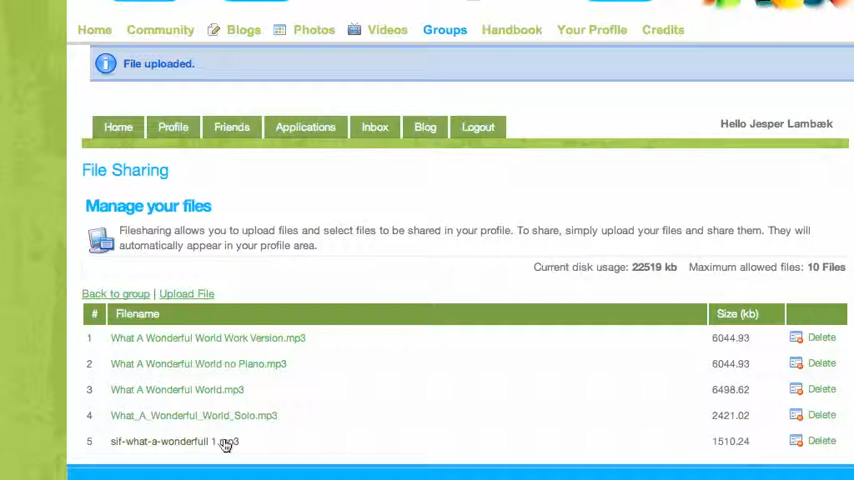 Home Community Blogs Photos Videos Groups Handbook Your Profile Credits
File uploaded.
Home Profile Friends Applications Inbox Blog Logout Hello Jesper Lambæk
File Sharing
Manage your files
Filesharing allows you to upload files and select files to be shared in your profile. To share, simply upload your files and share them. They will
automatically appear in your profile area.
Current disk usage: 22519 kb Maximum allowed files: 10 Files
Back to group | Upload File
# Filename Size (kb)
1 What A Wonderful World Work Version.mp3 6044.93 Delete
2 What A Wonderful World no Piano.mp3 6044.93 Delete
3 What A Wonderful World.mp3 6498.62 Delete
4 What_A_Wonderful_World_Solo.mp3 2421.02 Delete
5 sif-what-a-wonderfull 1.mp3 1510.24 Delete